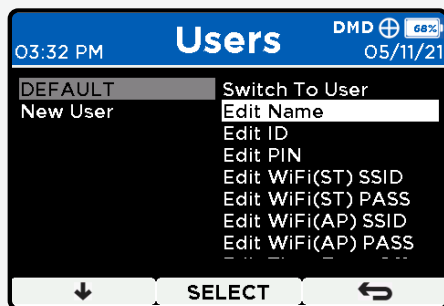 03:32 PM
Users
DMD 68%
05/11/21
DEFAULT
New User
Switch To User
Edit Name
Edit ID
Edit PIN
Edit WiFi(ST) SSID
Edit WiFi(ST) PASS
Edit WiFi(AP) SSID
Edit WiFi(AP) PASS
SELECT